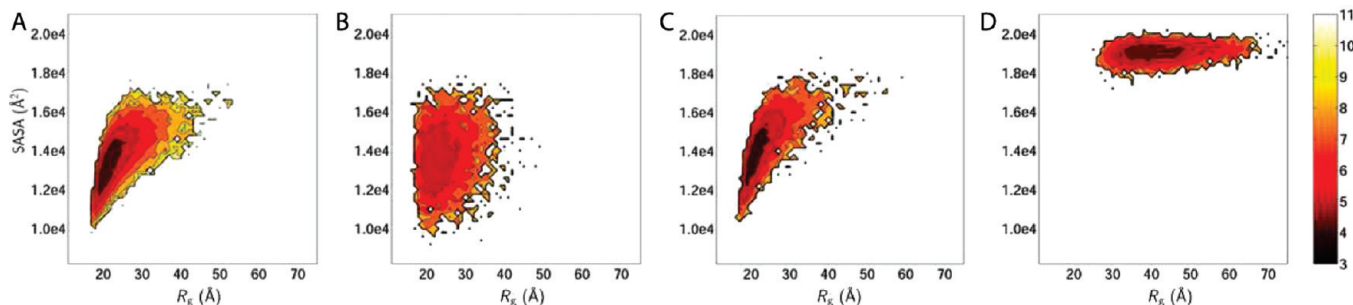 A B C D
2.0e4 2.0e4 2.0e4 2.0e4 11
1.8e4 1.8e4 1.8e4 1.8e4 10
1.6e4 1.6e4 1.6e4 1.6e4 9
SASA (Å²)
1.4e4 1.4e4 1.4e4 1.4e4 8
1.2e4 1.2e4 1.2e4 1.2e4 7
1.0e4 1.0e4 1.0e4 1.0e4 6
5
4
3
20 30 40 50 60 70 20 30 40 50 60 70 20 30 40 50 60 70 20 30 40 50 60 70
Rg (Å) Rg (Å) Rg (Å) Rg (Å)